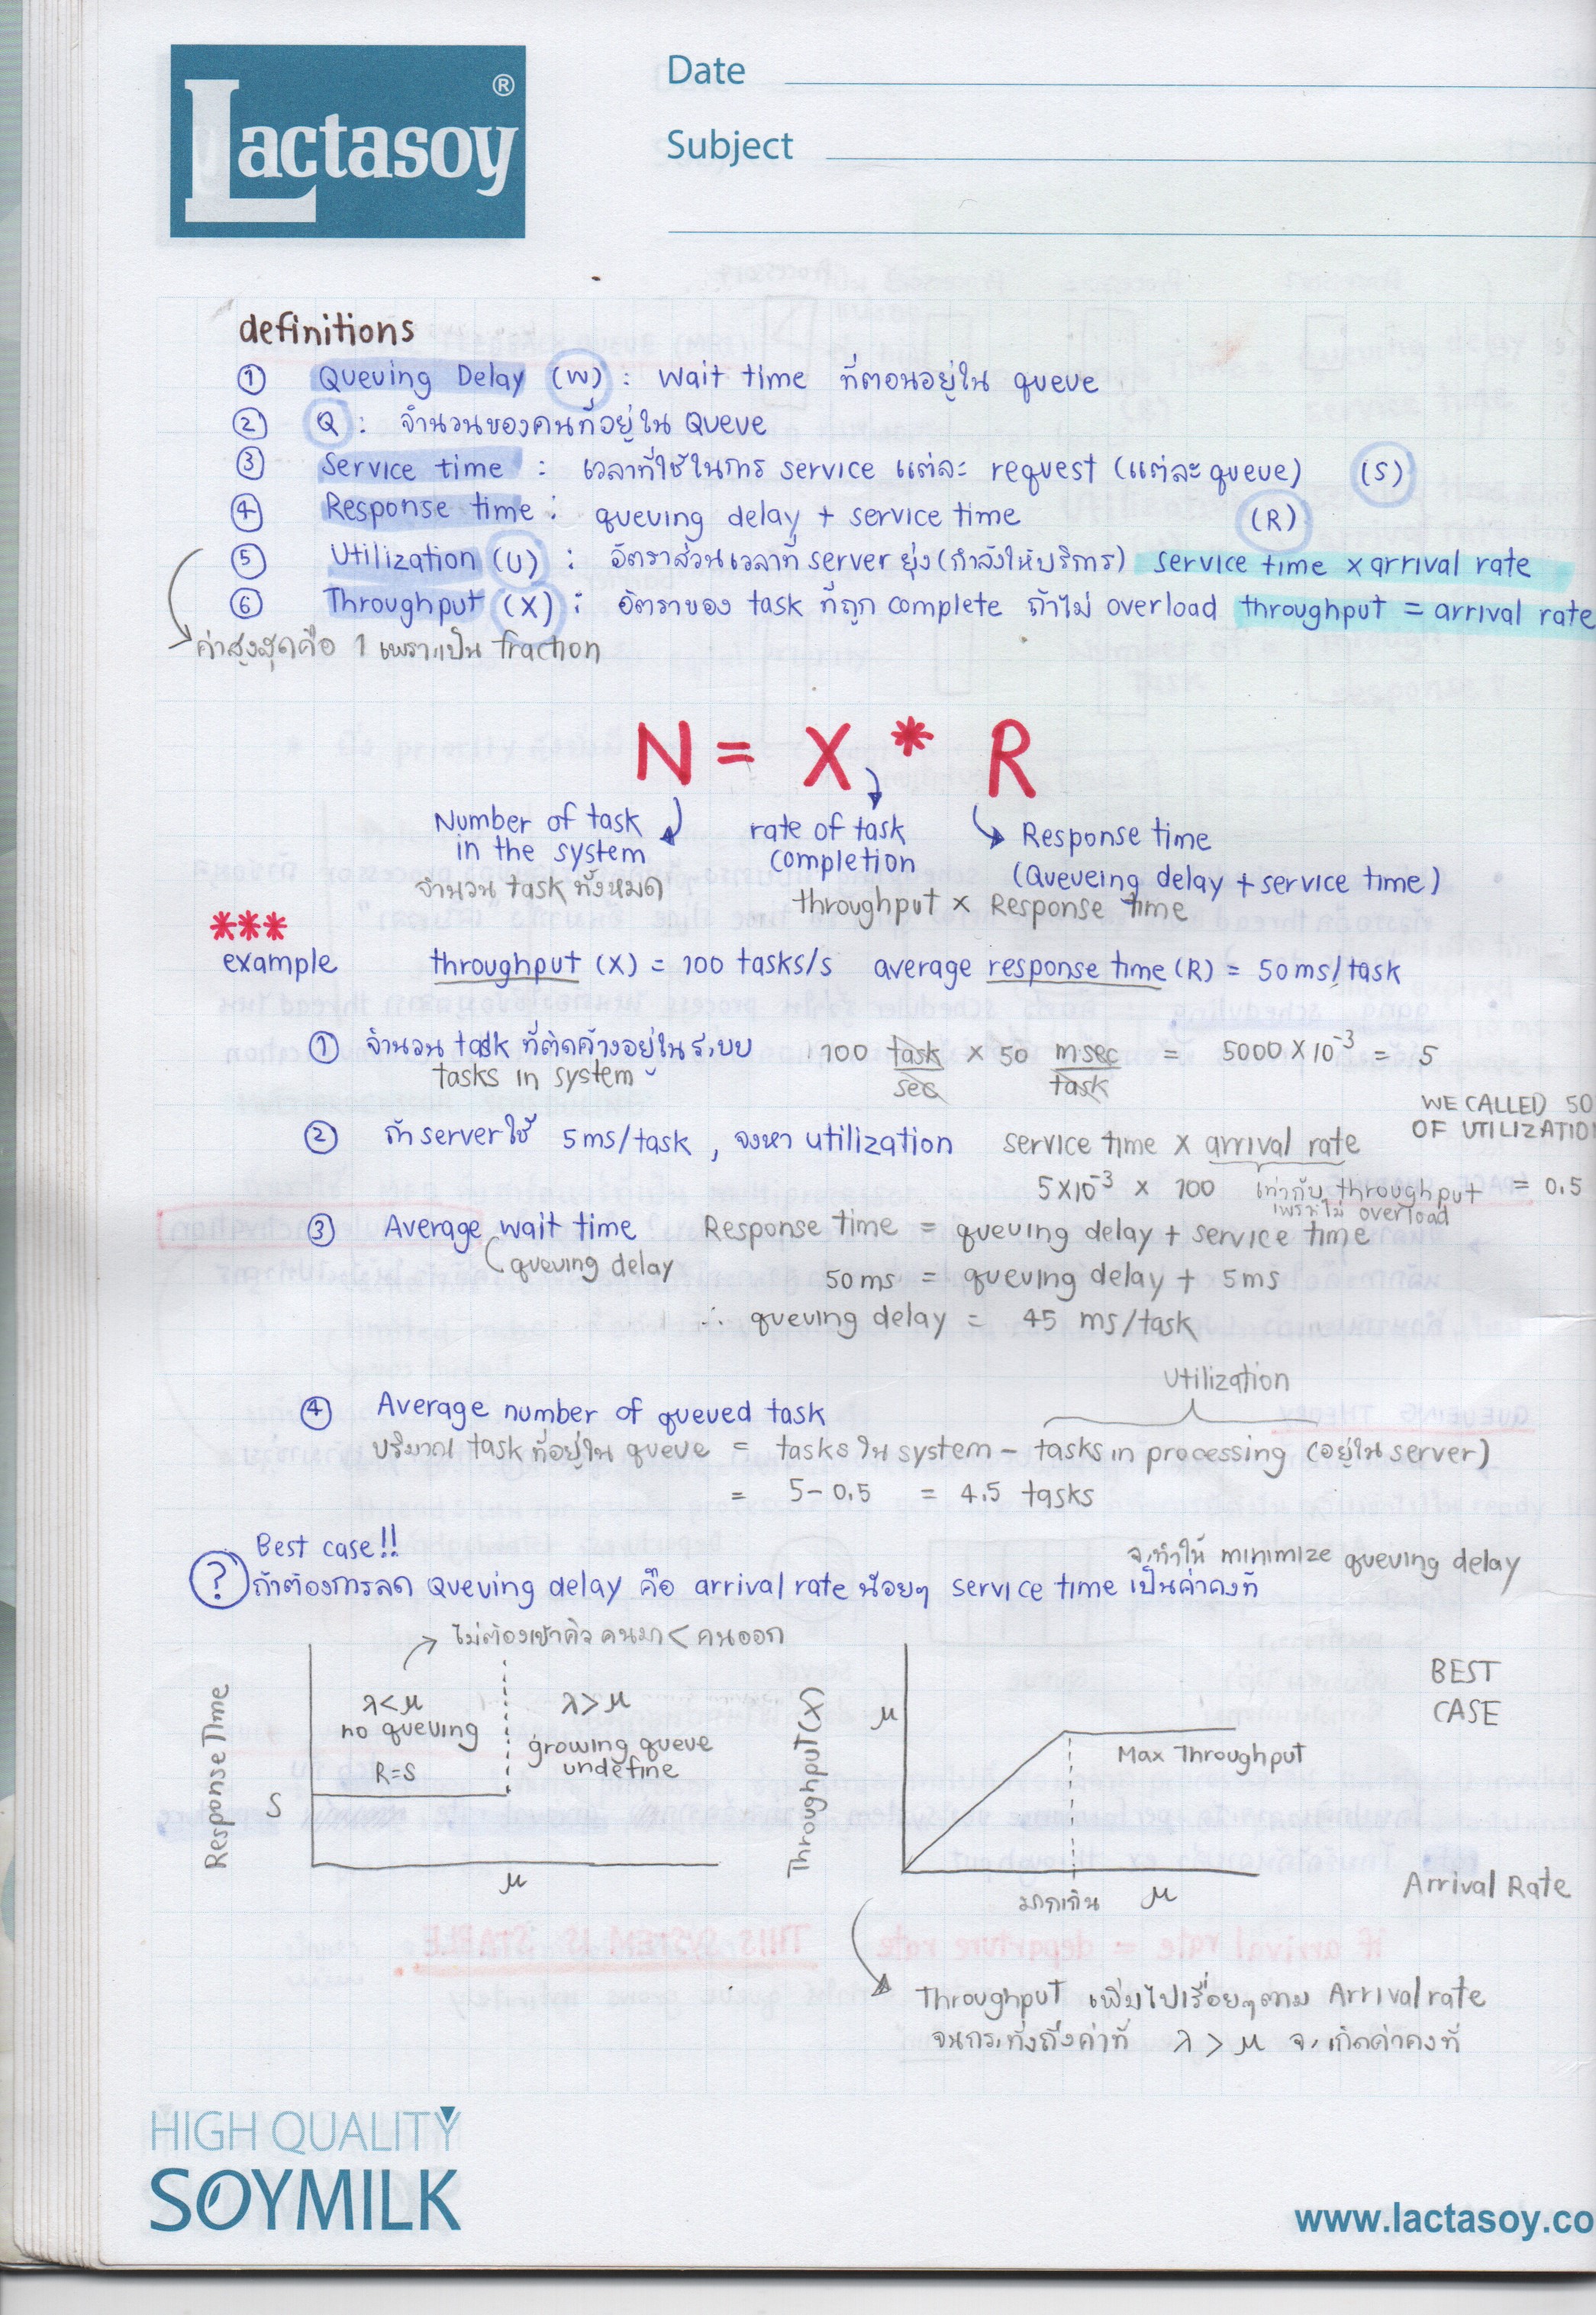 Lactasoy®
Date
Subject
definitions
① Queuing Delay (W) : wait time ที่ตอนอยู่ใน queue
② Q : จำนวนของคนที่อยู่ใน Queue
③ Service time : เวลาที่ใช้ในการ service แต่ละ request (แต่ละ queue) (S)
④ Response time : queuing delay + service time (R)
⑤ Utilization (U) : อัตราส่วนเวลาที่ server ยุ่ง (กำลังให้บริการ) service time x arrival rate
⑥ Throughput (X) : อัตราของ task ที่ถูก complete ถ้าไม่ overload throughput = arrival rate
ค่าสูงสุดคือ 1 เพราะเป็น fraction
N = X * R
Number of task in the system
จำนวน task ทั้งหมด
rate of task completion
Response time
(Queueing delay + service time)
throughput x Response time
***
example throughput (X) = 100 tasks/s average response time (R) = 50 ms/task
① จำนวน task ที่ติดค้างอยู่ในระบบ 100 task/sec x 50 msec/task = 5000 x 10⁻³ = 5
tasks in system
WE CALLED 50
OF UTILIZATION
② ถ้า server ใช้ 5ms/task , จงหา utilization service time x arrival rate
5x10⁻³ x 100 เท่ากับ throughput = 0.5
เพราะไม่ overload
③ Average wait time Response time = queuing delay + service time
queuing delay
50 ms = queuing delay + 5ms
∴ queuing delay = 45 ms/task
Utilization
④ Average number of queued task
ปริมาณ task ที่อยู่ใน queue = tasks ใน system - tasks in processing (อยู่ใน server)
= 5 - 0.5 = 4.5 tasks
Best case!!
จะทำให้ minimize queuing delay
? ถ้าต้องการลด Queuing delay คือ arrival rate น้อยๆ service time เป็นค่าคงที่
ไม่ต้องเข้าคิว คนมา < คนออก
Response Time
λ < μ
no queuing
R=S
λ > μ
growing queue
undefine
S
μ
Throughput (X)
μ
Max Throughput
มากเกิน μ
BEST
CASE
Arrival Rate
Throughput เพิ่มไปเรื่อยๆตาม Arrival rate
จนกระทั่งถึงค่าที่ λ > μ จะเกิดค่าคงที่
HIGH QUALITY
SOYMILK
www.lactasoy.co